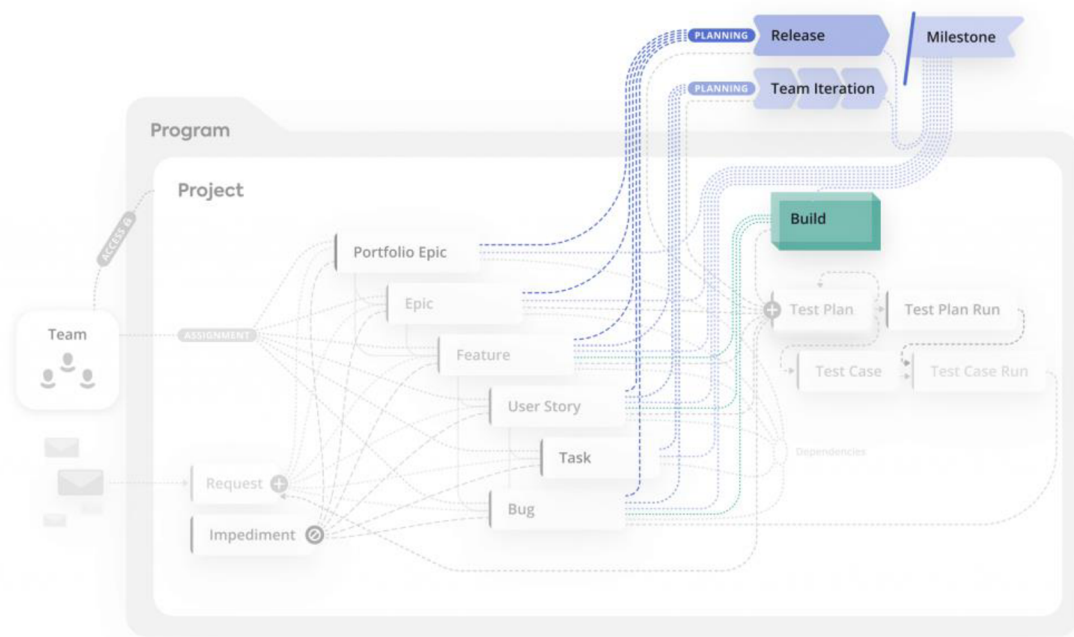 PLANNING
Release
Milestone
PLANNING
Team Iteration
Program
Project
Build
ACCESS &
Portfolio Epic
Epic
Test Plan
Test Plan Run
Team
ASSIGNMENT
Feature
Test Case
Test Case Run
User Story
Task
Dependencies
Request
Bug
Impediment